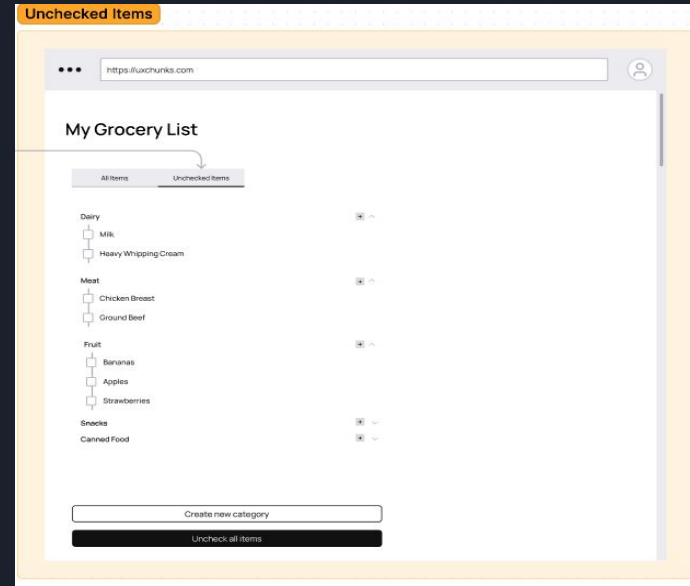 Unchecked Items
https://uxchunks.com
My Grocery List
All Items Unchecked Items
Dairy
Milk
Heavy Whipping Cream
Meat
Chicken Breast
Ground Beef
Fruit
Bananas
Apples
Strawberries
Snacks
Canned Food
Create new category
Uncheck all items